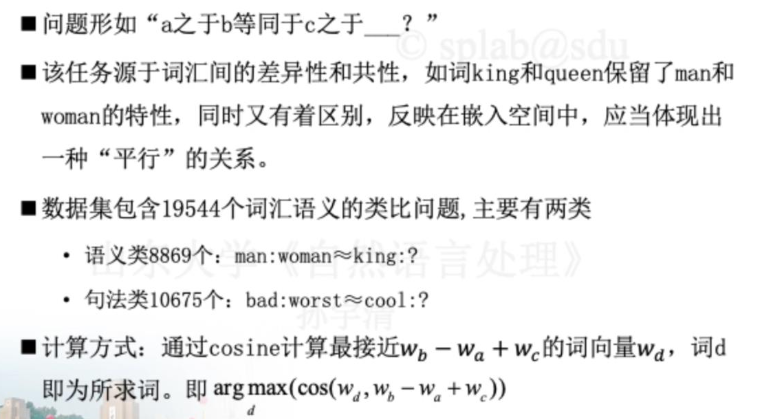 ■问题形如“a之于b等同于c之于___？”
© splab@sdu
■该任务源于词汇间的差异性和共性，如词king和queen保留了man和
woman的特性，同时又有着区别，反映在嵌入空间中，应当体现出
一种“平行”的关系。
■数据集包含19544个词汇语义的类比问题,主要有两类
山东大学《自然语言处理》
• 语义类8869个：man:woman≈king:?
• 句法类10675个：bad:worst≈cool:?
孙宇清
■计算方式：通过cosine计算最接近w_b − w_a + w_c的词向量w_d，词d
即为所求词。即 arg max_d(cos(w_d, w_b − w_a + w_c))